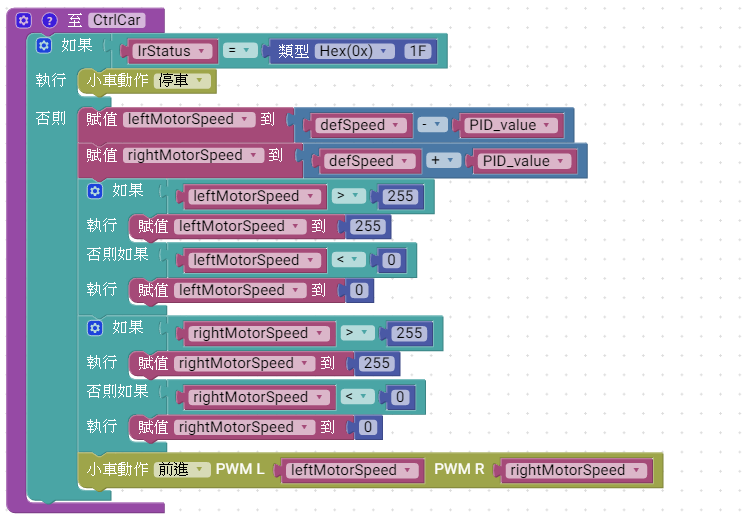 至 CtrlCar
如果 IrStatus = 類型 Hex(0x) 1F
執行 小車動作 停車
否則 賦值 leftMotorSpeed 到 defSpeed - PID_value
賦值 rightMotorSpeed 到 defSpeed + PID_value
如果 leftMotorSpeed > 255
執行 賦值 leftMotorSpeed 到 255
否則如果 leftMotorSpeed < 0
執行 賦值 leftMotorSpeed 到 0
如果 rightMotorSpeed > 255
執行 賦值 rightMotorSpeed 到 255
否則如果 rightMotorSpeed < 0
執行 賦值 rightMotorSpeed 到 0
小車動作 前進 PWM L leftMotorSpeed PWM R rightMotorSpeed